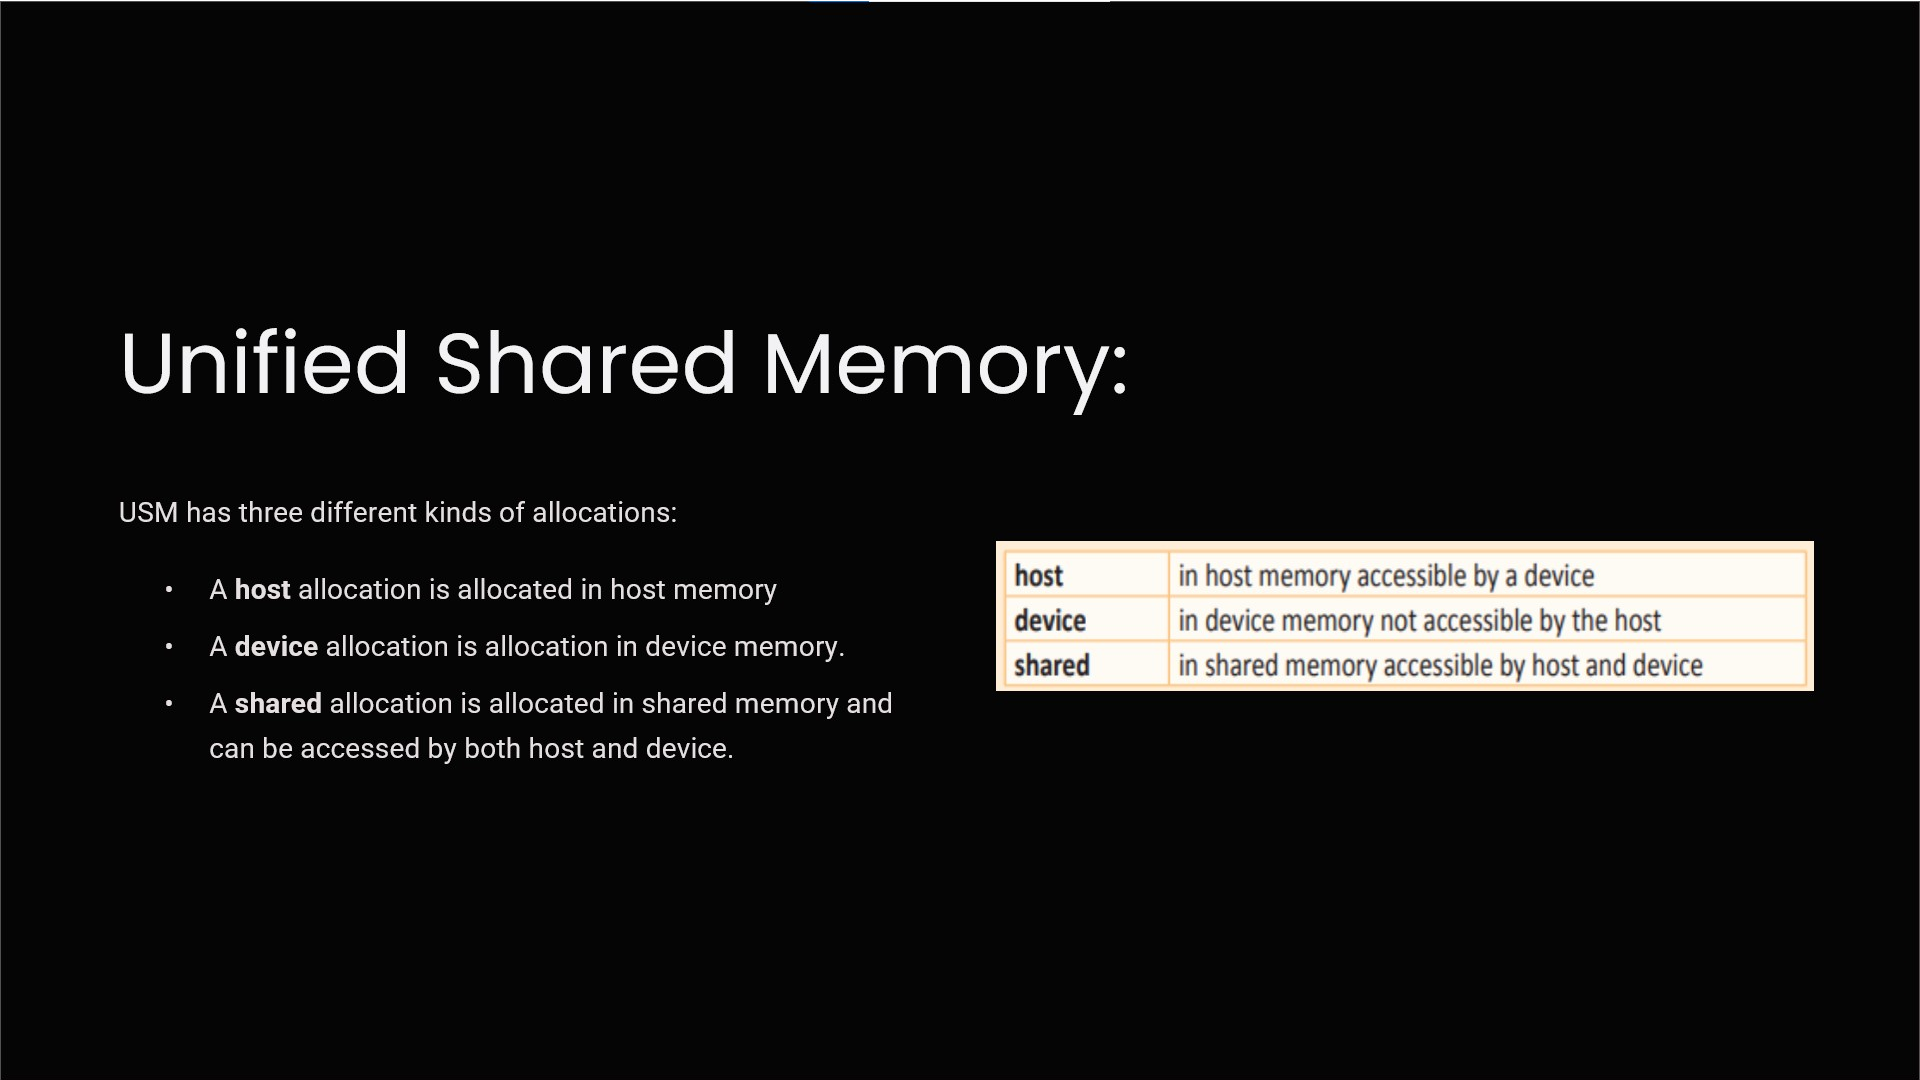 Unified Shared Memory:
USM has three different kinds of allocations:
• A host allocation is allocated in host memory
• A device allocation is allocation in device memory.
• A shared allocation is allocated in shared memory and
can be accessed by both host and device.
host in host memory accessible by a device
device in device memory not accessible by the host
shared in shared memory accessible by host and device